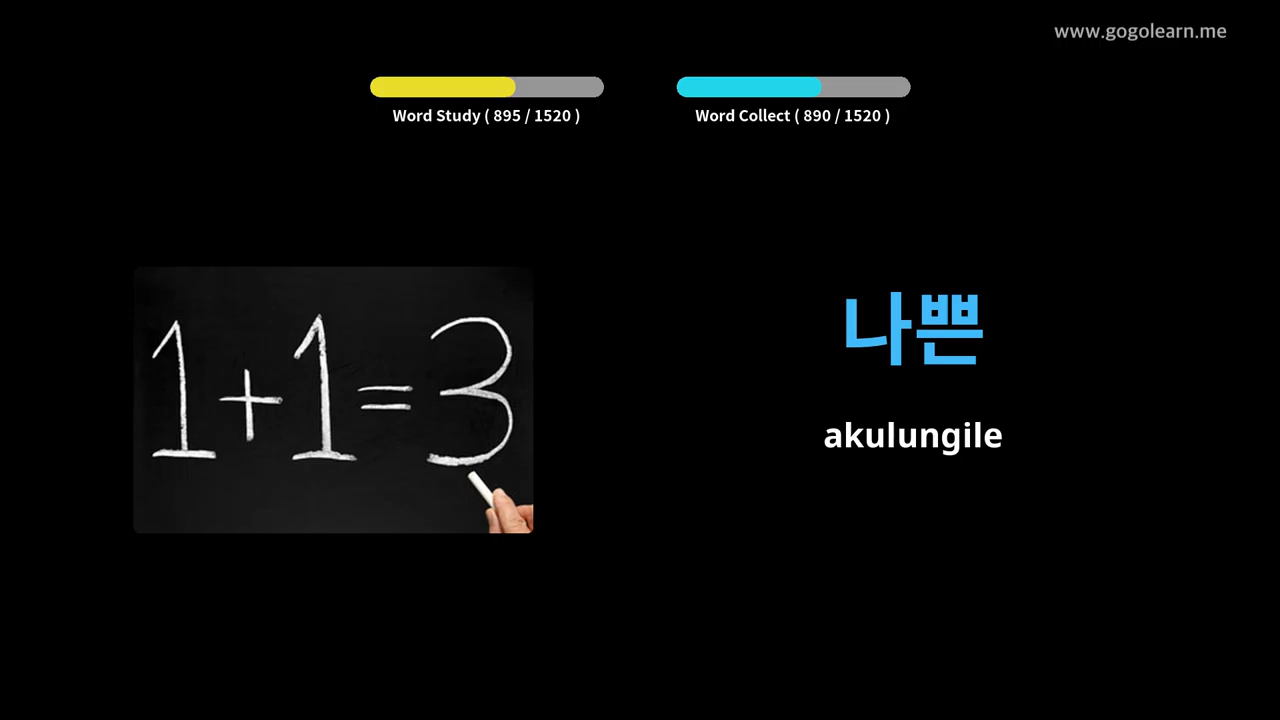 www.gogolearn.me
Word Study ( 895 / 1520 )
Word Collect ( 890 / 1520 )
1+1=3
나쁜
akulungile